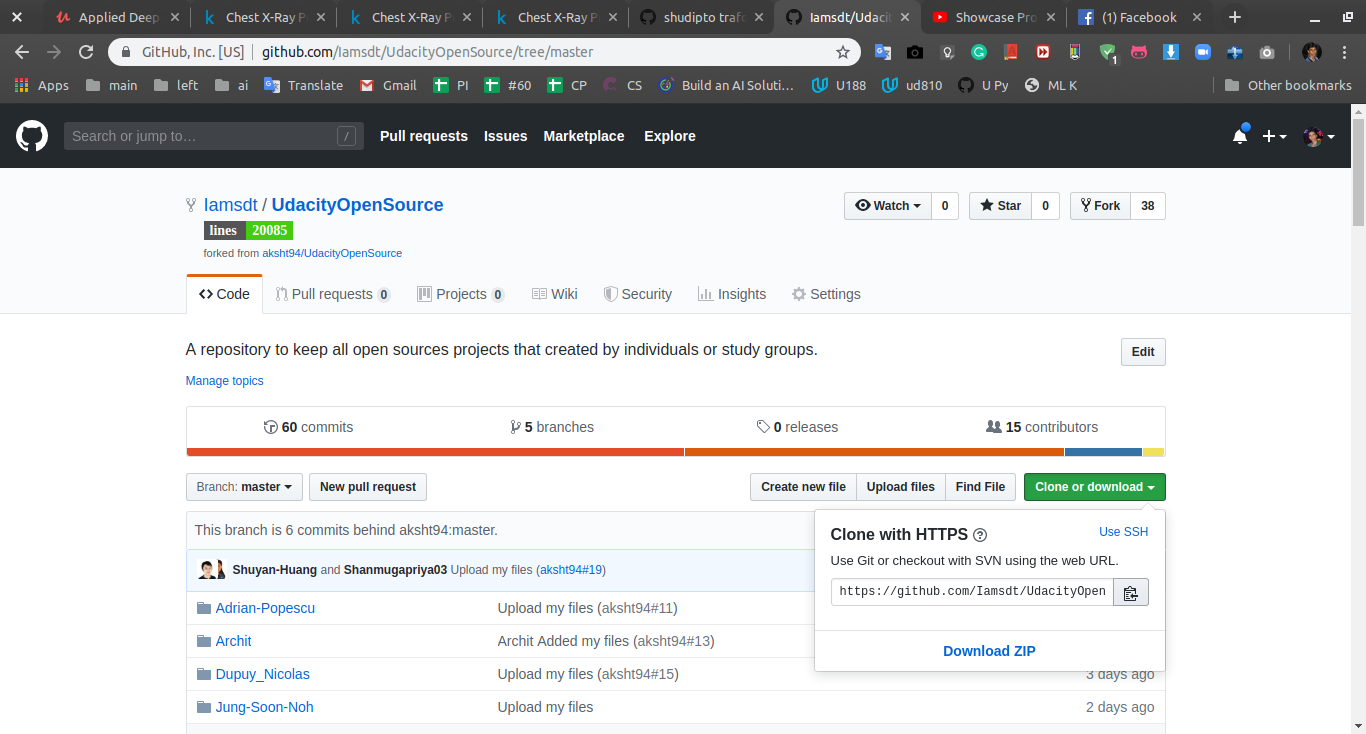 Applied Deep
Chest X-Ray P
Chest X-Ray P
Chest X-Ray P
shudipto trafo
Iamsdt/Udacit
Showcase Pro
(1) Facebook
GitHub, Inc. [US] | github.com/Iamsdt/UdacityOpenSource/tree/master
1
Apps main left ai Translate Gmail PI #60 CP CS Build an AI Soluti… U188 ud810 U Py ML K Other bookmarks
Search or jump to… /
Pull requests Issues Marketplace Explore
Iamsdt / UdacityOpenSource
Watch 0 Star 0 Fork 38
lines 20085
forked from aksht94/UdacityOpenSource
Code Pull requests 0 Projects 0 Wiki Security Insights Settings
A repository to keep all open sources projects that created by individuals or study groups.
Edit
Manage topics
60 commits 5 branches 0 releases 15 contributors
Branch: master New pull request Create new file Upload files Find File Clone or download
This branch is 6 commits behind aksht94:master.
Shuyan-Huang and Shanmugapriya03 Upload my files (aksht94#19)
Clone with HTTPS Use SSH
Use Git or checkout with SVN using the web URL.
https://github.com/Iamsdt/UdacityOpen
Download ZIP
Adrian-Popescu Upload my files (aksht94#11)
Archit Archit Added my files (aksht94#13)
Dupuy_Nicolas Upload my files (aksht94#15) 3 days ago
Jung-Soon-Noh Upload my files 2 days ago